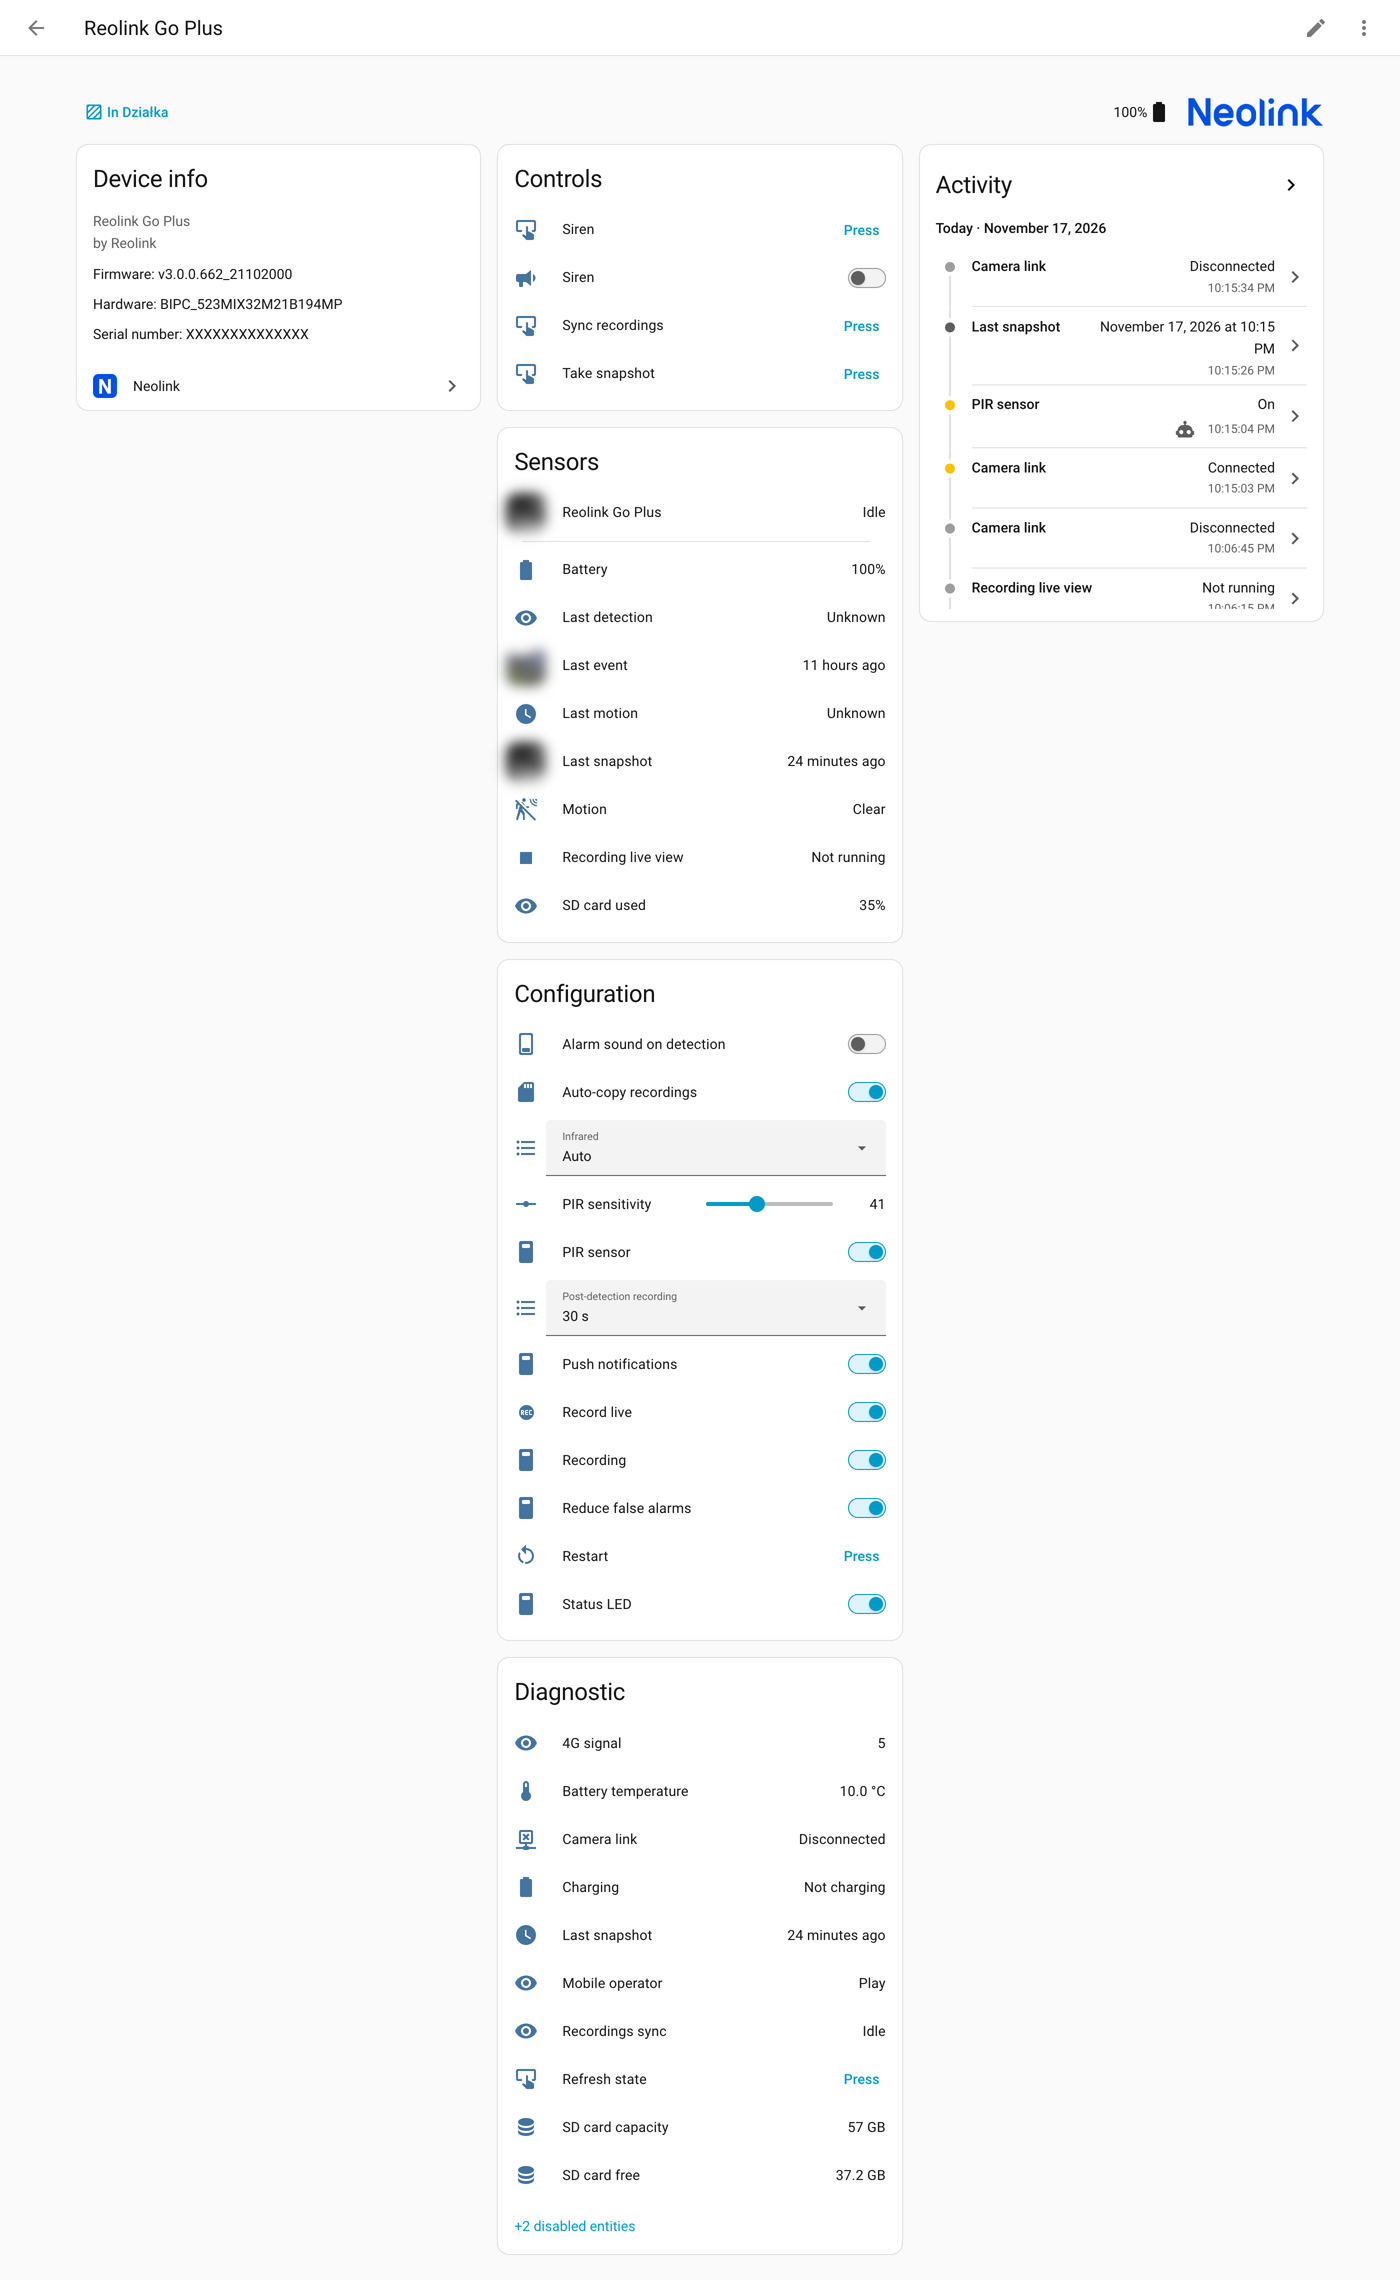 Reolink Go Plus
In Działka
100%
Neolink
Device info
Reolink Go Plus
by Reolink
Firmware: v3.0.0.662_21102000
Hardware: BIPC_523MIX32M21B194MP
Serial number: XXXXXXXXXXXXXX
N
Neolink
Controls
Siren Press
Siren
Sync recordings Press
Take snapshot Press
Sensors
Reolink Go Plus Idle
Battery 100%
Last detection Unknown
Last event 11 hours ago
Last motion Unknown
Last snapshot 24 minutes ago
Motion Clear
Recording live view Not running
SD card used 35%
Configuration
Alarm sound on detection
Auto-copy recordings
Infrared
Auto
PIR sensitivity 41
PIR sensor
Post-detection recording
30 s
Push notifications
REC
Record live
Recording
Reduce false alarms
Restart Press
Status LED
Diagnostic
4G signal 5
Battery temperature 10.0 °C
Camera link Disconnected
Charging Not charging
Last snapshot 24 minutes ago
Mobile operator Play
Recordings sync Idle
Refresh state Press
SD card capacity 57 GB
SD card free 37.2 GB
+2 disabled entities
Activity
Today · November 17, 2026
Camera link Disconnected
10:15:34 PM
Last snapshot November 17, 2026 at 10:15
PM
10:15:26 PM
PIR sensor On
10:15:04 PM
Camera link Connected
10:15:03 PM
Camera link Disconnected
10:06:45 PM
Recording live view Not running
10:06:15 PM